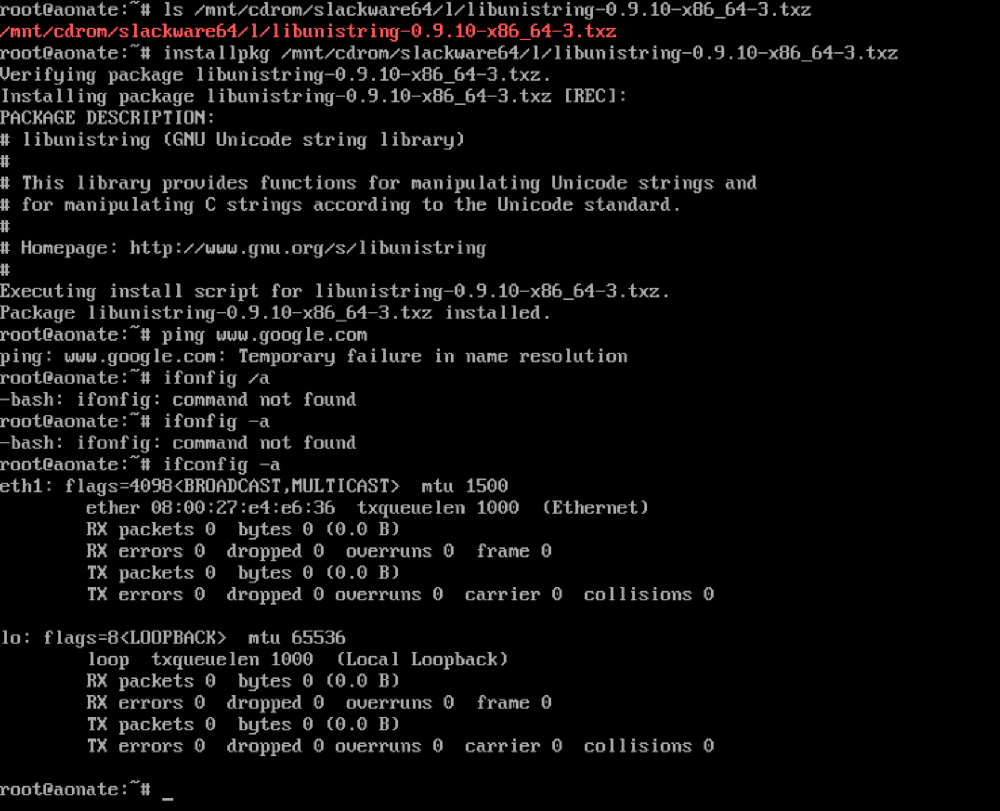 root@aonate:~# ls /mnt/cdrom/slackware64/l/libunistring-0.9.10-x86_64-3.txz
/mnt/cdrom/slackware64/l/libunistring-0.9.10-x86_64-3.txz
root@aonate:~# installpkg /mnt/cdrom/slackware64/l/libunistring-0.9.10-x86_64-3.txz
Verifying package libunistring-0.9.10-x86_64-3.txz.
Installing package libunistring-0.9.10-x86_64-3.txz [REC]:
PACKAGE DESCRIPTION:
# libunistring (GNU Unicode string library)
#
# This library provides functions for manipulating Unicode strings and
# for manipulating C strings according to the Unicode standard.
#
# Homepage: http://www.gnu.org/s/libunistring
#
Executing install script for libunistring-0.9.10-x86_64-3.txz.
Package libunistring-0.9.10-x86_64-3.txz installed.
root@aonate:~# ping www.google.com
ping: www.google.com: Temporary failure in name resolution
root@aonate:~# ifonfig /a
-bash: ifonfig: command not found
root@aonate:~# ifonfig -a
-bash: ifonfig: command not found
root@aonate:~# ifconfig -a
eth1: flags=4098<BROADCAST,MULTICAST>  mtu 1500
        ether 08:00:27:e4:e6:36  txqueuelen 1000  (Ethernet)
        RX packets 0  bytes 0 (0.0 B)
        RX errors 0  dropped 0  overruns 0  frame 0
        TX packets 0  bytes 0 (0.0 B)
        TX errors 0  dropped 0 overruns 0  carrier 0  collisions 0

lo: flags=8<LOOPBACK>  mtu 65536
        loop  txqueuelen 1000  (Local Loopback)
        RX packets 0  bytes 0 (0.0 B)
        RX errors 0  dropped 0  overruns 0  frame 0
        TX packets 0  bytes 0 (0.0 B)
        TX errors 0  dropped 0 overruns 0  carrier 0  collisions 0

root@aonate:~# _